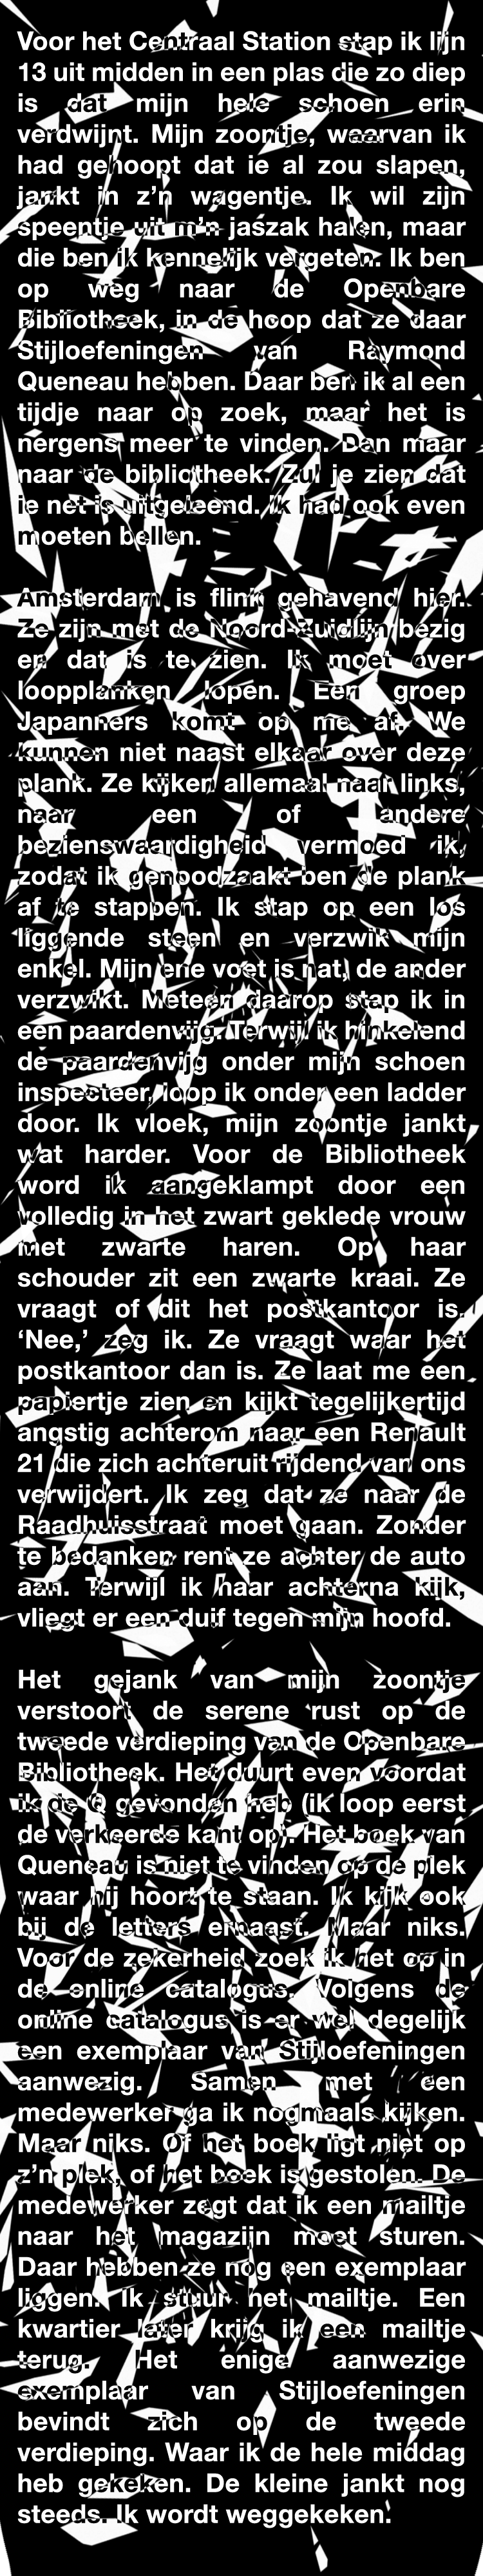 Voor het Centraal Station stap ik lijn
13 uit midden in een plas die zo diep
is dat mijn hele schoen erin
verdwijnt. Mijn zoontje, waarvan ik
had gehoopt dat ie al zou slapen,
jankt in z’n wagentje. Ik wil zijn
speentje uit m’n jaszak halen, maar
die ben ik kennelijk vergeten. Ik ben
op weg naar de Openbare
Bibliotheek, in de hoop dat ze daar
Stijloefeningen van Raymond
Queneau hebben. Daar ben ik al een
tijdje naar op zoek, maar het is
nergens meer te vinden. Dan maar
naar de bibliotheek. Zul je zien dat
ie net is uitgeleend. Ik had ook even
moeten bellen.

Amsterdam is flink gehavend hier.
Ze zijn met de Noord-Zuidlijn bezig
en dat is te zien. Ik moet over
loopplanken lopen. Een groep
Japanners komt op me af. We
kunnen niet naast elkaar over deze
plank. Ze kijken allemaal naar links,
naar een of andere
bezienswaardigheid vermoed ik,
zodat ik genoodzaakt ben de plank
af te stappen. Ik stap op een los
liggende steen en verzwik mijn
enkel. Mijn ene voet is nat, de ander
verzwikt. Meteen daarop stap ik in
een paardenvijg. Terwijl ik hinkelend
de paardenvijg onder mijn schoen
inspecteer, loop ik onder een ladder
door. Ik vloek, mijn zoontje jankt
wat harder. Voor de Bibliotheek
word ik aangeklampt door een
volledig in het zwart geklede vrouw
met zwarte haren. Op haar
schouder zit een zwarte kraai. Ze
vraagt of dit het postkantoor is.
‘Nee,’ zeg ik. Ze vraagt waar het
postkantoor dan is. Ze laat me een
papiertje zien en kijkt tegelijkertijd
angstig achterom naar een Renault
21 die zich achteruit rijdend van ons
verwijdert. Ik zeg dat ze naar de
Raadhuisstraat moet gaan. Zonder
te bedanken rent ze achter de auto
aan. Terwijl ik haar achterna kijk,
vliegt er een duif tegen mijn hoofd.

Het gejank van mijn zoontje
verstoort de serene rust op de
tweede verdieping van de Openbare
Bibliotheek. Het duurt even voordat
ik de Q gevonden heb (ik loop eerst
de verkeerde kant op). Het boek van
Queneau is niet te vinden op de plek
waar hij hoort te staan. Ik kijk ook
bij de letters ernaast. Maar niks.
Voor de zekerheid zoek ik het op in
de online catalogus. Volgens de
online catalogus is er wel degelijk
een exemplaar van Stijloefeningen
aanwezig. Samen met een
medewerker ga ik nogmaals kijken.
Maar niks. Of het boek ligt niet op
z’n plek, of het boek is gestolen. De
medewerker zegt dat ik een mailtje
naar het magazijn moet sturen.
Daar hebben ze nog een exemplaar
liggen. Ik stuur het mailtje. Een
kwartier later krijg ik een mailtje
terug. Het enige aanwezige
exemplaar van Stijloefeningen
bevindt zich op de tweede
verdieping. Waar ik de hele middag
heb gekeken. De kleine jankt nog
steeds. Ik wordt weggekeken.